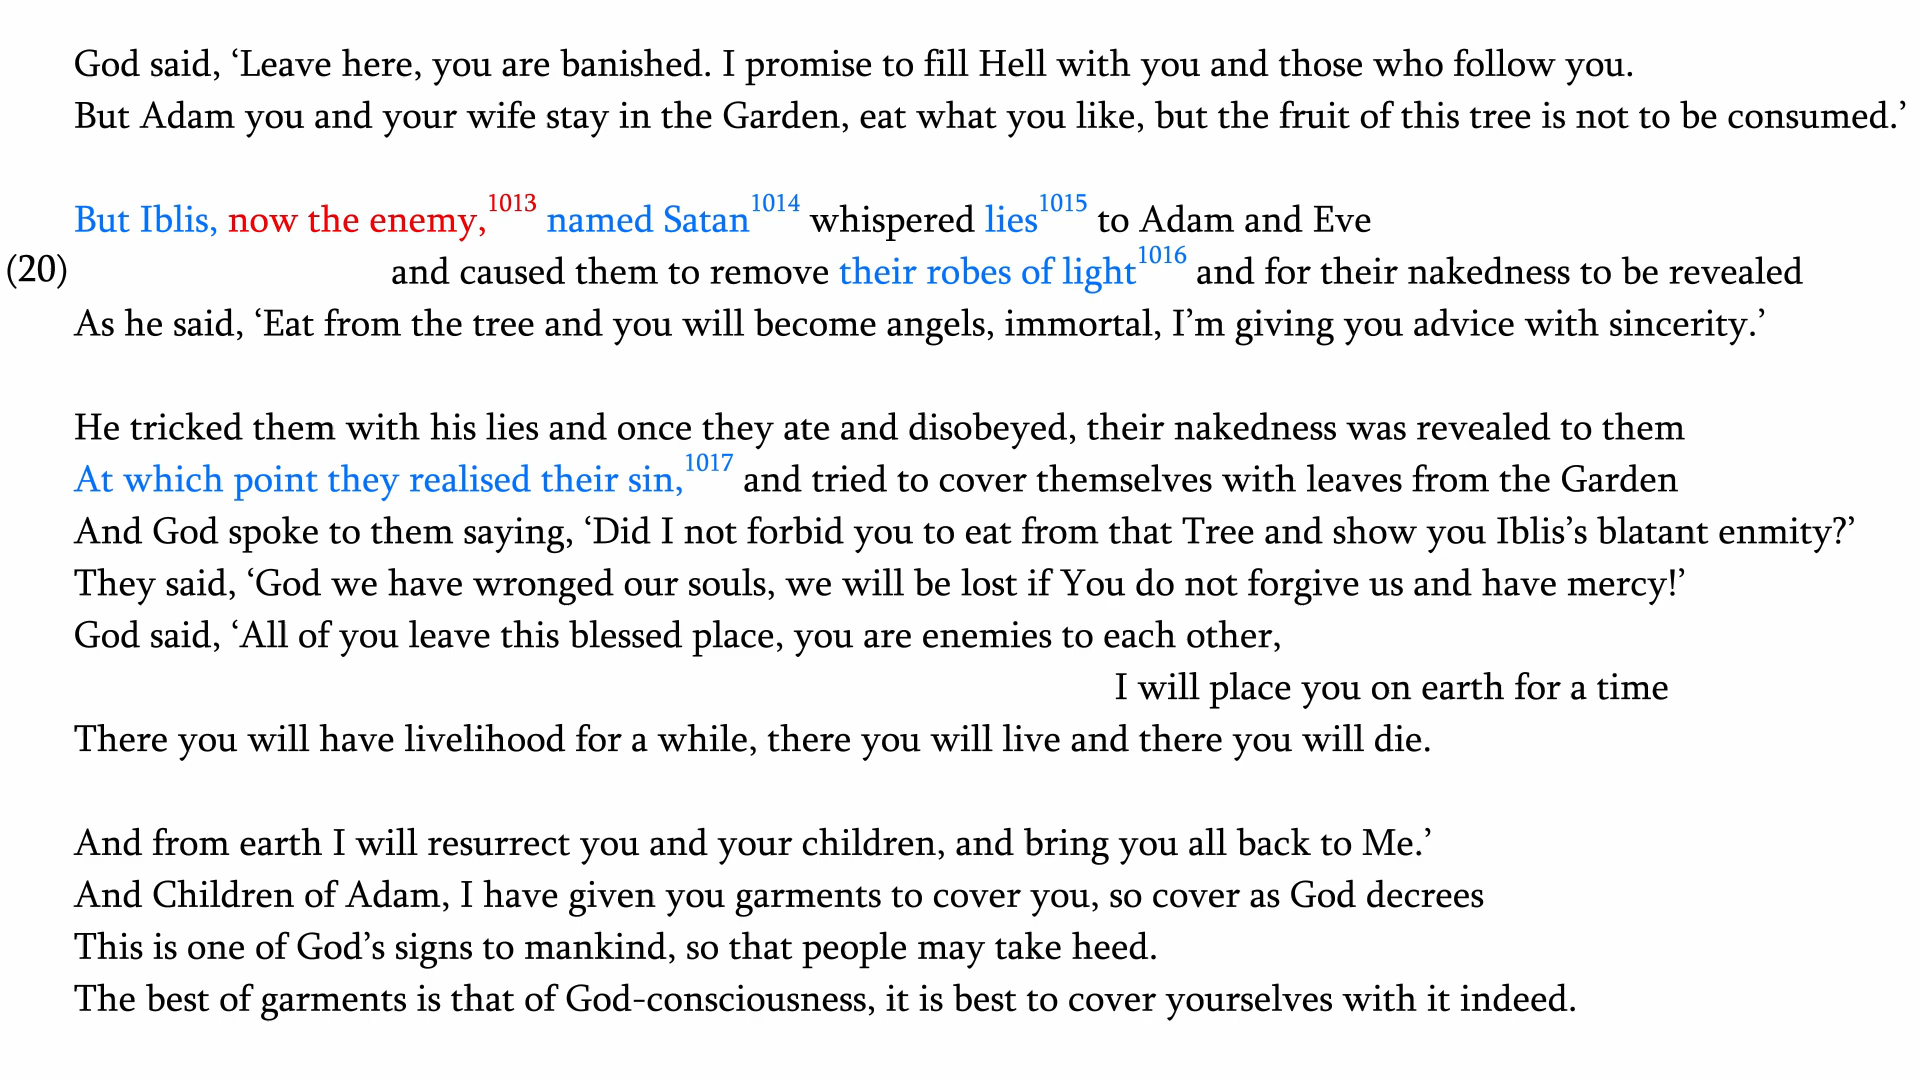 God said, ‘Leave here, you are banished. I promise to fill Hell with you and those who follow you.
But Adam you and your wife stay in the Garden, eat what you like, but the fruit of this tree is not to be consumed.’
But Iblis, now the enemy,1013 named Satan1014 whispered lies1015 to Adam and Eve
(20) and caused them to remove their robes of light1016 and for their nakedness to be revealed
As he said, ‘Eat from the tree and you will become angels, immortal, I’m giving you advice with sincerity.’
He tricked them with his lies and once they ate and disobeyed, their nakedness was revealed to them
At which point they realised their sin,1017 and tried to cover themselves with leaves from the Garden
And God spoke to them saying, ‘Did I not forbid you to eat from that Tree and show you Iblis’s blatant enmity?’
They said, ‘God we have wronged our souls, we will be lost if You do not forgive us and have mercy!’
God said, ‘All of you leave this blessed place, you are enemies to each other,
I will place you on earth for a time
There you will have livelihood for a while, there you will live and there you will die.
And from earth I will resurrect you and your children, and bring you all back to Me.’
And Children of Adam, I have given you garments to cover you, so cover as God decrees
This is one of God’s signs to mankind, so that people may take heed.
The best of garments is that of God-consciousness, it is best to cover yourselves with it indeed.